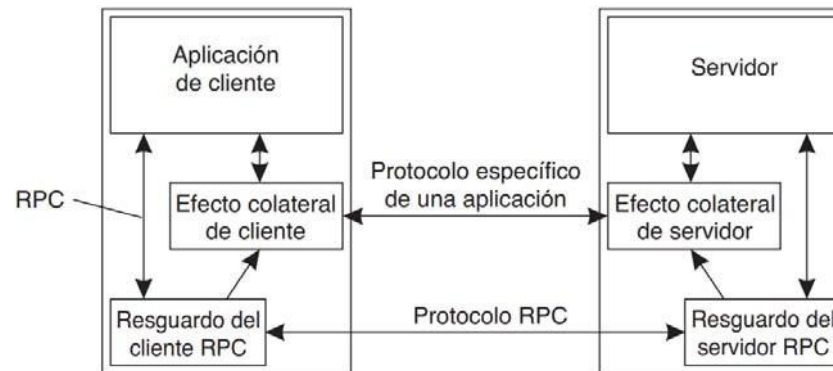 Aplicación
de cliente
Servidor
RPC
Protocolo específico
de una aplicación
Efecto colateral
de cliente
Efecto colateral
de servidor
Resguardo del
cliente RPC
Protocolo RPC
Resguardo del
servidor RPC